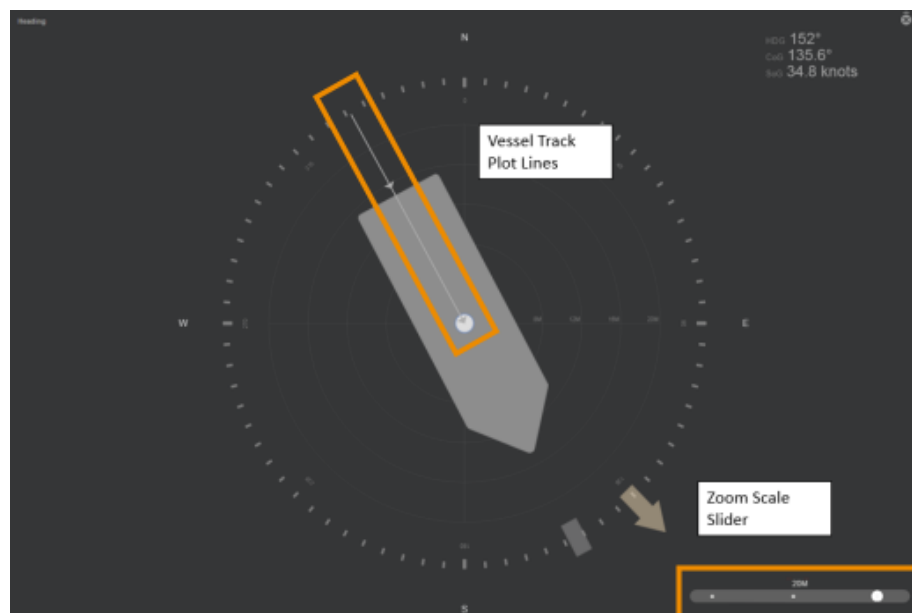 Heading
N
HDG 152°
CoG 135.6°
SoG 34.8 knots
Vessel Track
Plot Lines
W
E
Zoom Scale
Slider
20M
S